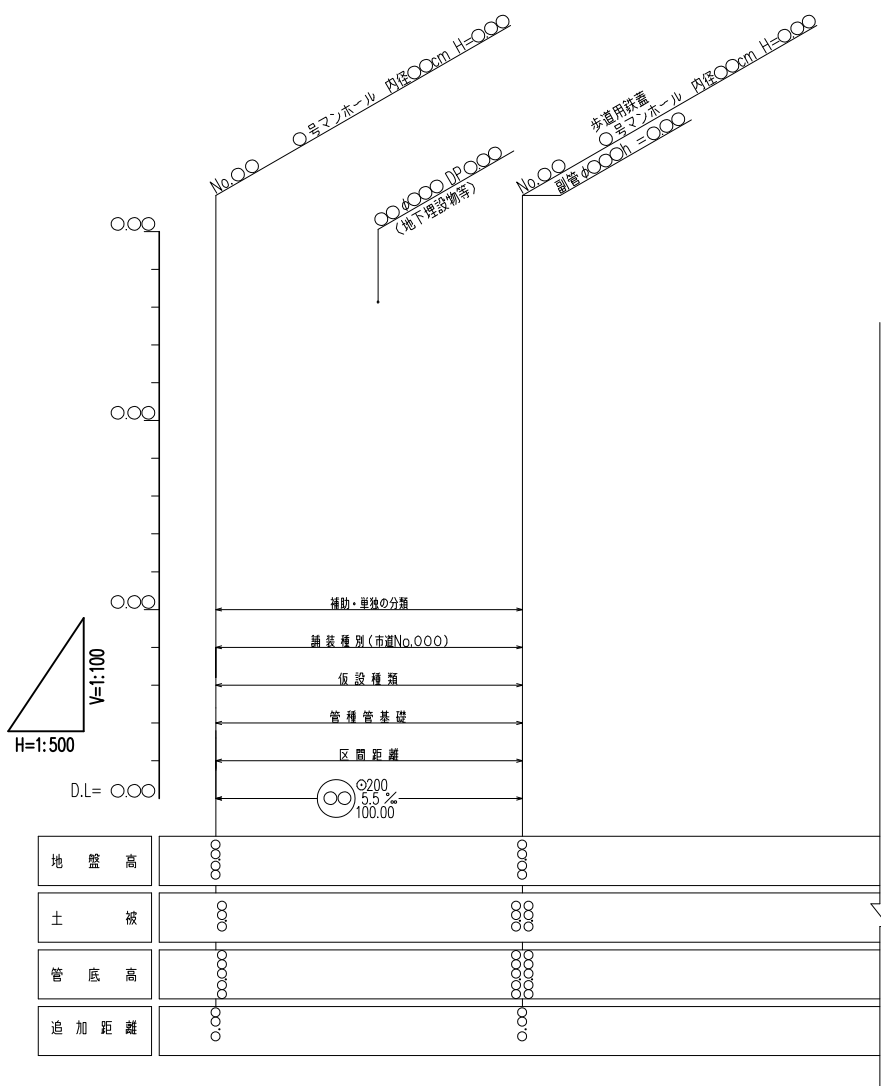 No.○○ ○号マンホール 内径○○cm H=○.○○
歩道用鉄蓋
No.○○ ○号マンホール 内径○○cm H=○.○○
副管φ○○○h =○.○○
○○φ○○○ DP○.○○
(地下埋設物等)
○.○○
○.○○
○.○○
D.L= ○.○○
V=1:100
H=1:500
補助・単独の分類
舗装種別(市道No.○○○)
仮設種類
管種管基礎
区間距離
○○
⊙200
5.5 ‰
100.00
地盤高
土被
管底高
追加距離